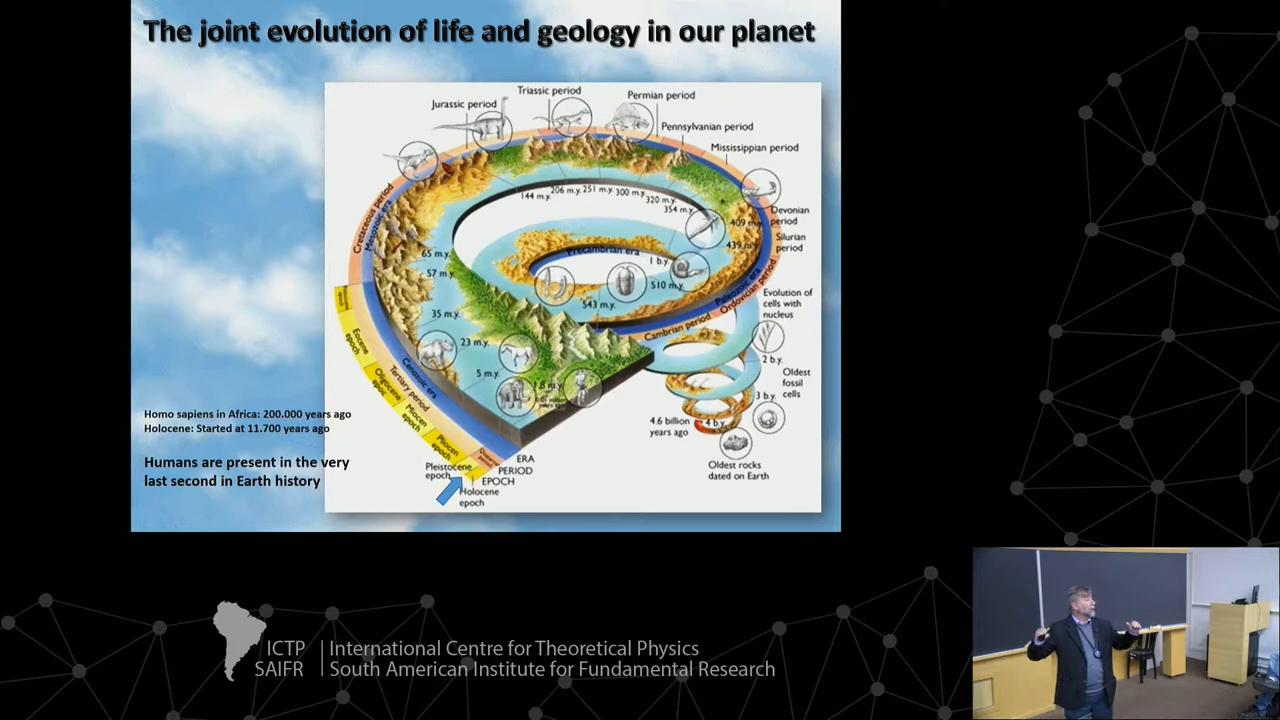 The joint evolution of life and geology in our planet
Triassic period
Permian period
Jurassic period
Pennsylvanian period
Mississippian period
Devonian
period
Silurian
period
Cretaceous period
Mesozoic era
144 m.y.
206 m.y.
251 m.y.
300 m.y.
320 m.y.
354 m.y.
409 m.y.
439 m.y.
Precambrian era
1 b.y.
510 m.y.
543 m.y.
65 m.y.
57 m.y.
35 m.y.
23 m.y.
5 m.y.
1.8 m.y.
Paleozoic era
Ordovician period
Cambrian period
Evolution of
cells with
nucleus
2 b.y.
Oldest
fossil
cells
3 b.y.
4.6 billion
years ago
4 b.y.
Oldest rocks
dated on Earth
Eocene
epoch
Oligocene
epoc
Miocen
epoch
Pliocen
epoch
Cenozoic era
Tertiary period
Pleistocene
epoch
Holocene
epoch
ERA
PERIOD
EPOCH
Homo sapiens in Africa: 200.000 years ago
Holocene: Started at 11.700 years ago
Humans are present in the very
last second in Earth history
ICTP
SAIFR
International Centre for Theoretical Physics
South American Institute for Fundamental Research